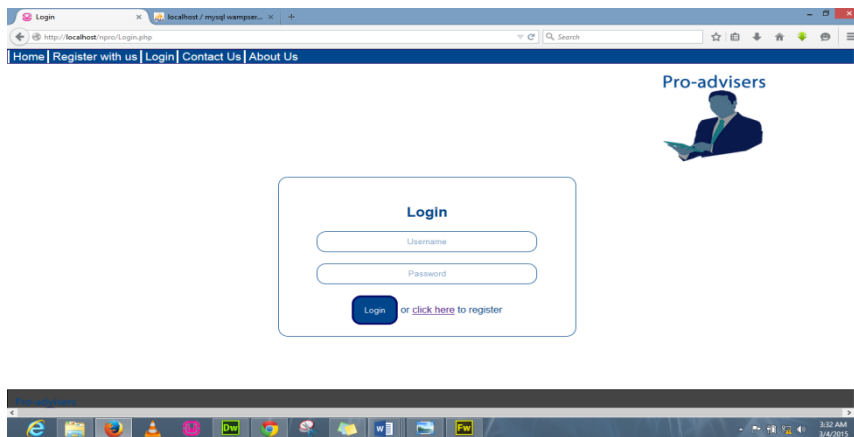 Login
localhost / mysql wampser...
http://localhost/npro/Login.php
Search
Home Register with us Login Contact Us About Us
Pro-advisers
Login
Username
Password
Login or click here to register
Pro-advisers
Dw
W
Fw
3:32 AM
3/4/2015